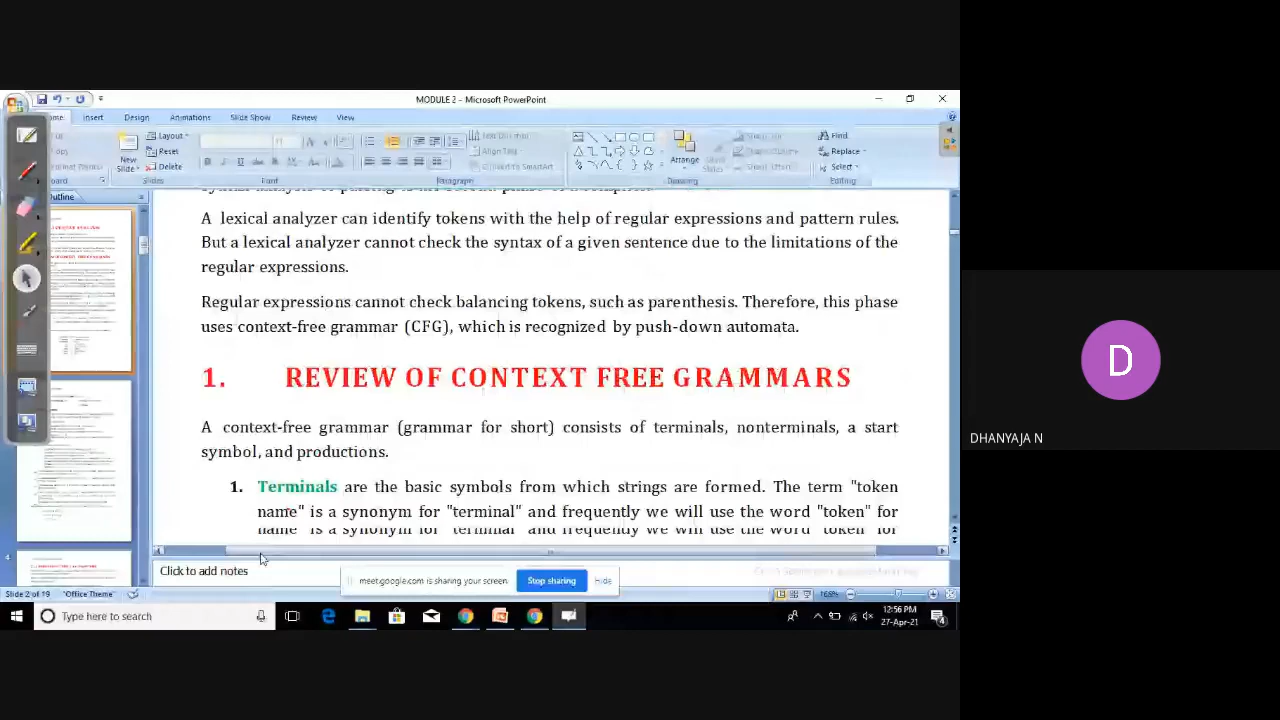 MODULE 2 - Microsoft PowerPoint
Insert Design Animations Slide Show Review View
Layout
Reset
New Slide
Delete
Slides Font Paragraph
Arrange
Drawing
Find
Replace
Select
Editing
Outline
A lexical analyzer can identify tokens with the help of regular expressions and pattern rules.
But a lexical analyzer cannot check the syntax of a given sentence due to the limitations of the
regular expressions.
Regular expressions cannot check balancing tokens, such as parenthesis. Therefore, this phase
uses context-free grammar (CFG), which is recognized by push-down automata.
1. REVIEW OF CONTEXT FREE GRAMMARS
A context-free grammar (grammar for short) consists of terminals, nonterminals, a start
symbol, and productions.
1 Terminals are the basic symbols from which strings are formed. The term "token
name" is a synonym for "terminal" and frequently we will use the word "token" for
Click to add notes
meet.google.com is sharing your screen. Stop sharing Hide
Slide 2 of 19 "Office Theme" 166%
Type here to search
12:56 PM
27-Apr-21
4
D
DHANYAJA N